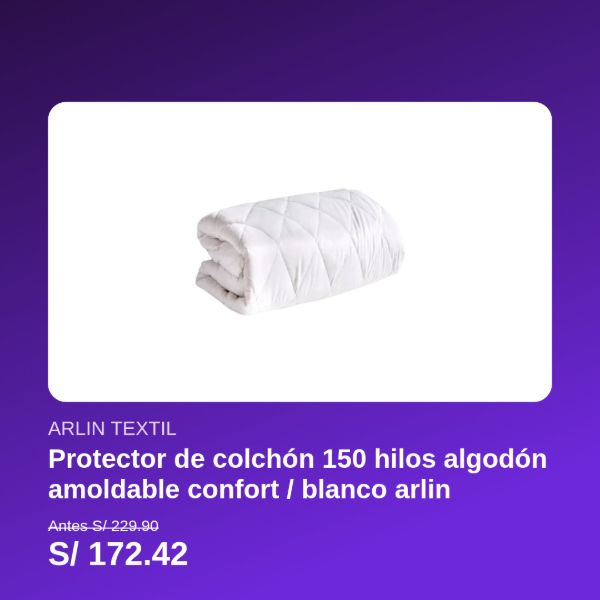 ARLIN TEXTIL
Protector de colchón 150 hilos algodón
amoldable confort / blanco arlin
Antes S/ 229.90
S/ 172.42